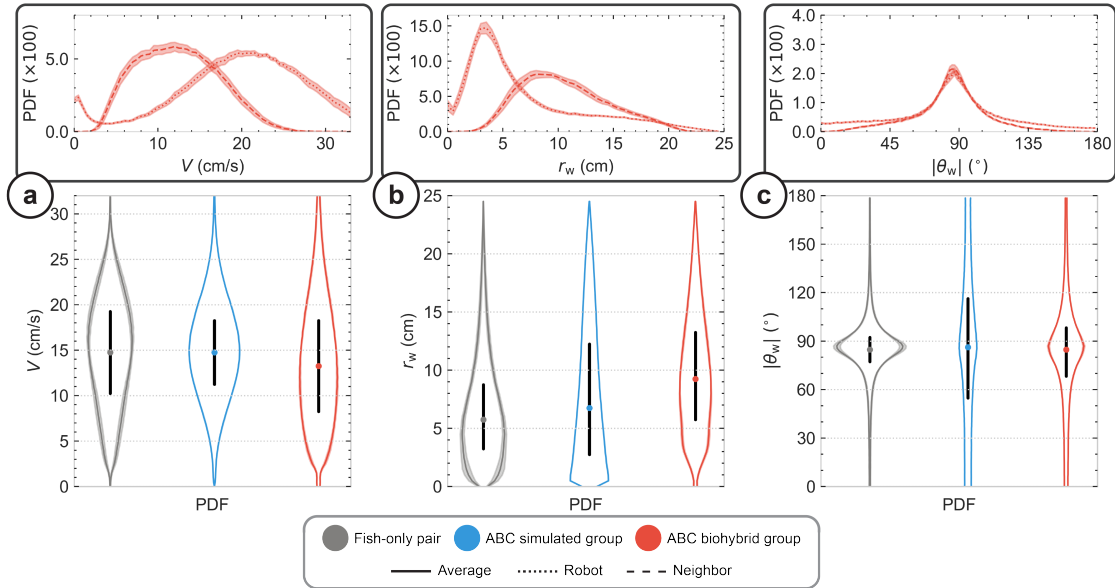 PDF (×100)
5.0
0.0
0
10
20
30
V (cm/s)
PDF (×100)
15.0
10.0
5.0
0.0
0
5
10
15
20
25
r_w (cm)
PDF (×100)
4.0
3.0
2.0
1.0
0.0
0
45
90
135
180
|θ_w| (°)
a
b
c
V (cm/s)
30
25
20
15
10
5
0
PDF
r_w (cm)
25
20
15
10
5
0
PDF
|θ_w| (°)
180
150
120
90
60
30
0
PDF
Fish-only pair ABC simulated group ABC biohybrid group
Average Robot Neighbor